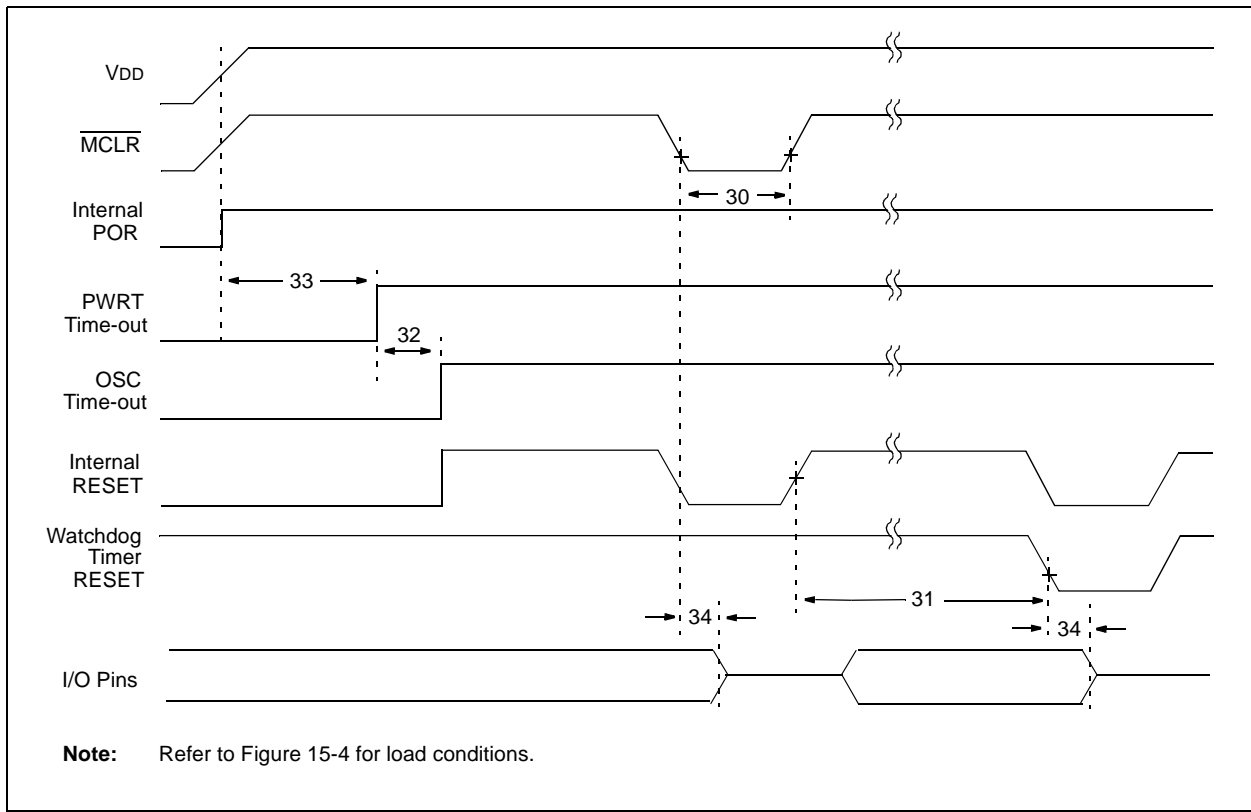 VDD
MCLR
30
Internal
POR
33
PWRT
Time-out
32
OSC
Time-out
Internal
RESET
Watchdog
Timer
RESET
31
34
34
I/O Pins
Note: Refer to Figure 15-4 for load conditions.